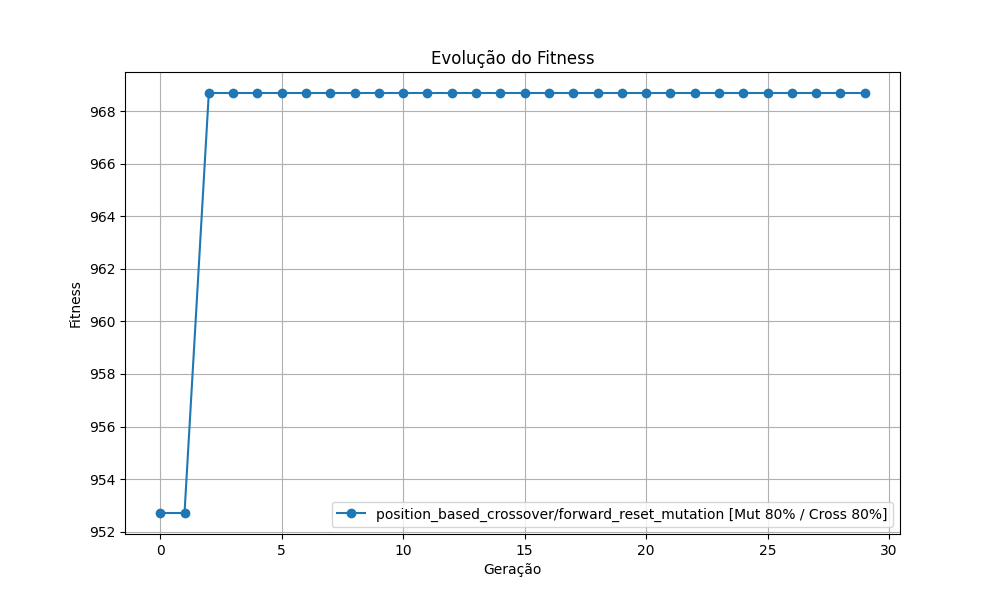 Evolução do Fitness
Fitness
968
966
964
962
960
958
956
954
952
position_based_crossover/forward_reset_mutation [Mut 80% / Cross 80%]
0 5 10 15 20 25 30
Geração